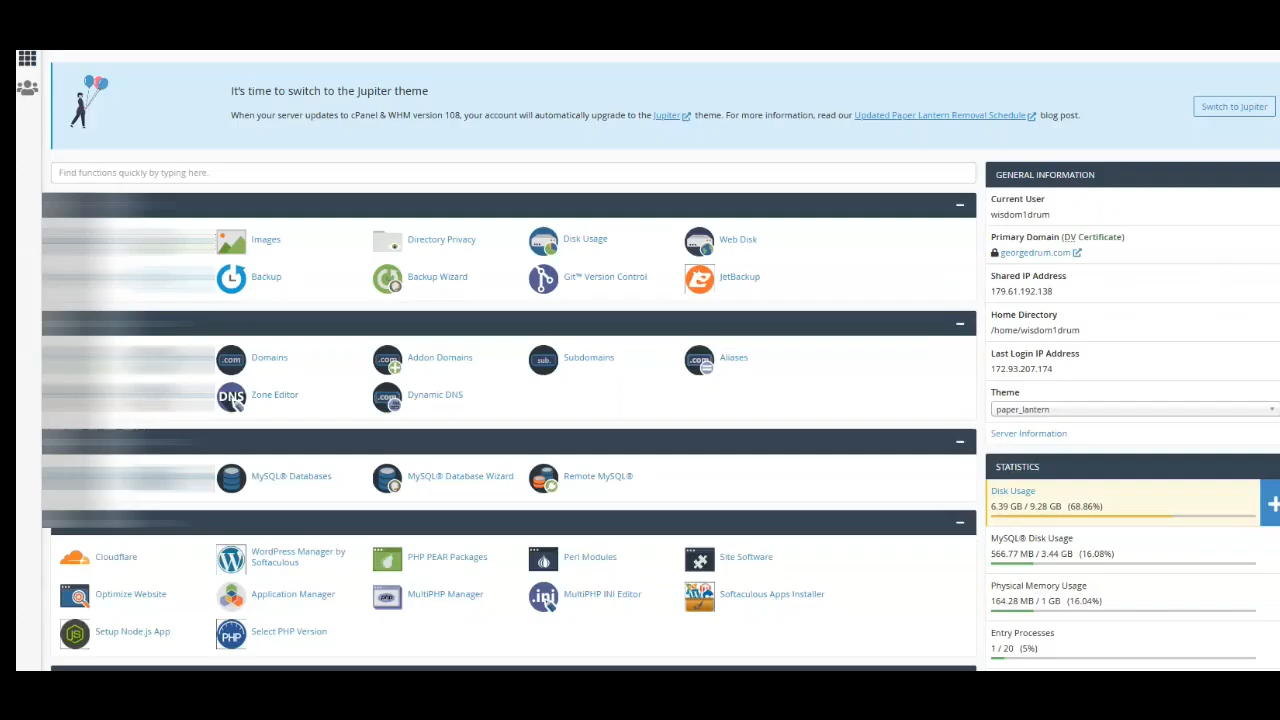 It's time to switch to the Jupiter theme
When your server updates to cPanel & WHM version 108, your account will automatically upgrade to the Jupiter theme. For more information, read our Updated Paper Lantern Removal Schedule blog post.
Switch to Jupiter
Find functions quickly by typing here.
Images
Directory Privacy
Disk Usage
Web Disk
Backup
Backup Wizard
Git™ Version Control
JetBackup
.com
Domains
.com
Addon Domains
sub.
Subdomains
.com
Aliases
DNS
Zone Editor
.com
Dynamic DNS
MySQL® Databases
MySQL® Database Wizard
Remote MySQL®
Cloudflare
WordPress Manager by
Softaculous
PHP PEAR Packages
Perl Modules
Site Software
Optimize Website
Application Manager
php
MultiPHP Manager
.ini
MultiPHP INI Editor
Softaculous Apps Installer
Setup Node.js App
PHP
Select PHP Version
GENERAL INFORMATION
Current User
wisdom1drum
Primary Domain (DV Certificate)
georgedrum.com
Shared IP Address
179.61.192.138
Home Directory
/home/wisdom1drum
Last Login IP Address
172.93.207.174
Theme
paper_lantern
Server Information
STATISTICS
Disk Usage
6.39 GB / 9.28 GB (68.86%)
MySQL® Disk Usage
566.77 MB / 3.44 GB (16.08%)
Physical Memory Usage
164.28 MB / 1 GB (16.04%)
Entry Processes
1 / 20 (5%)